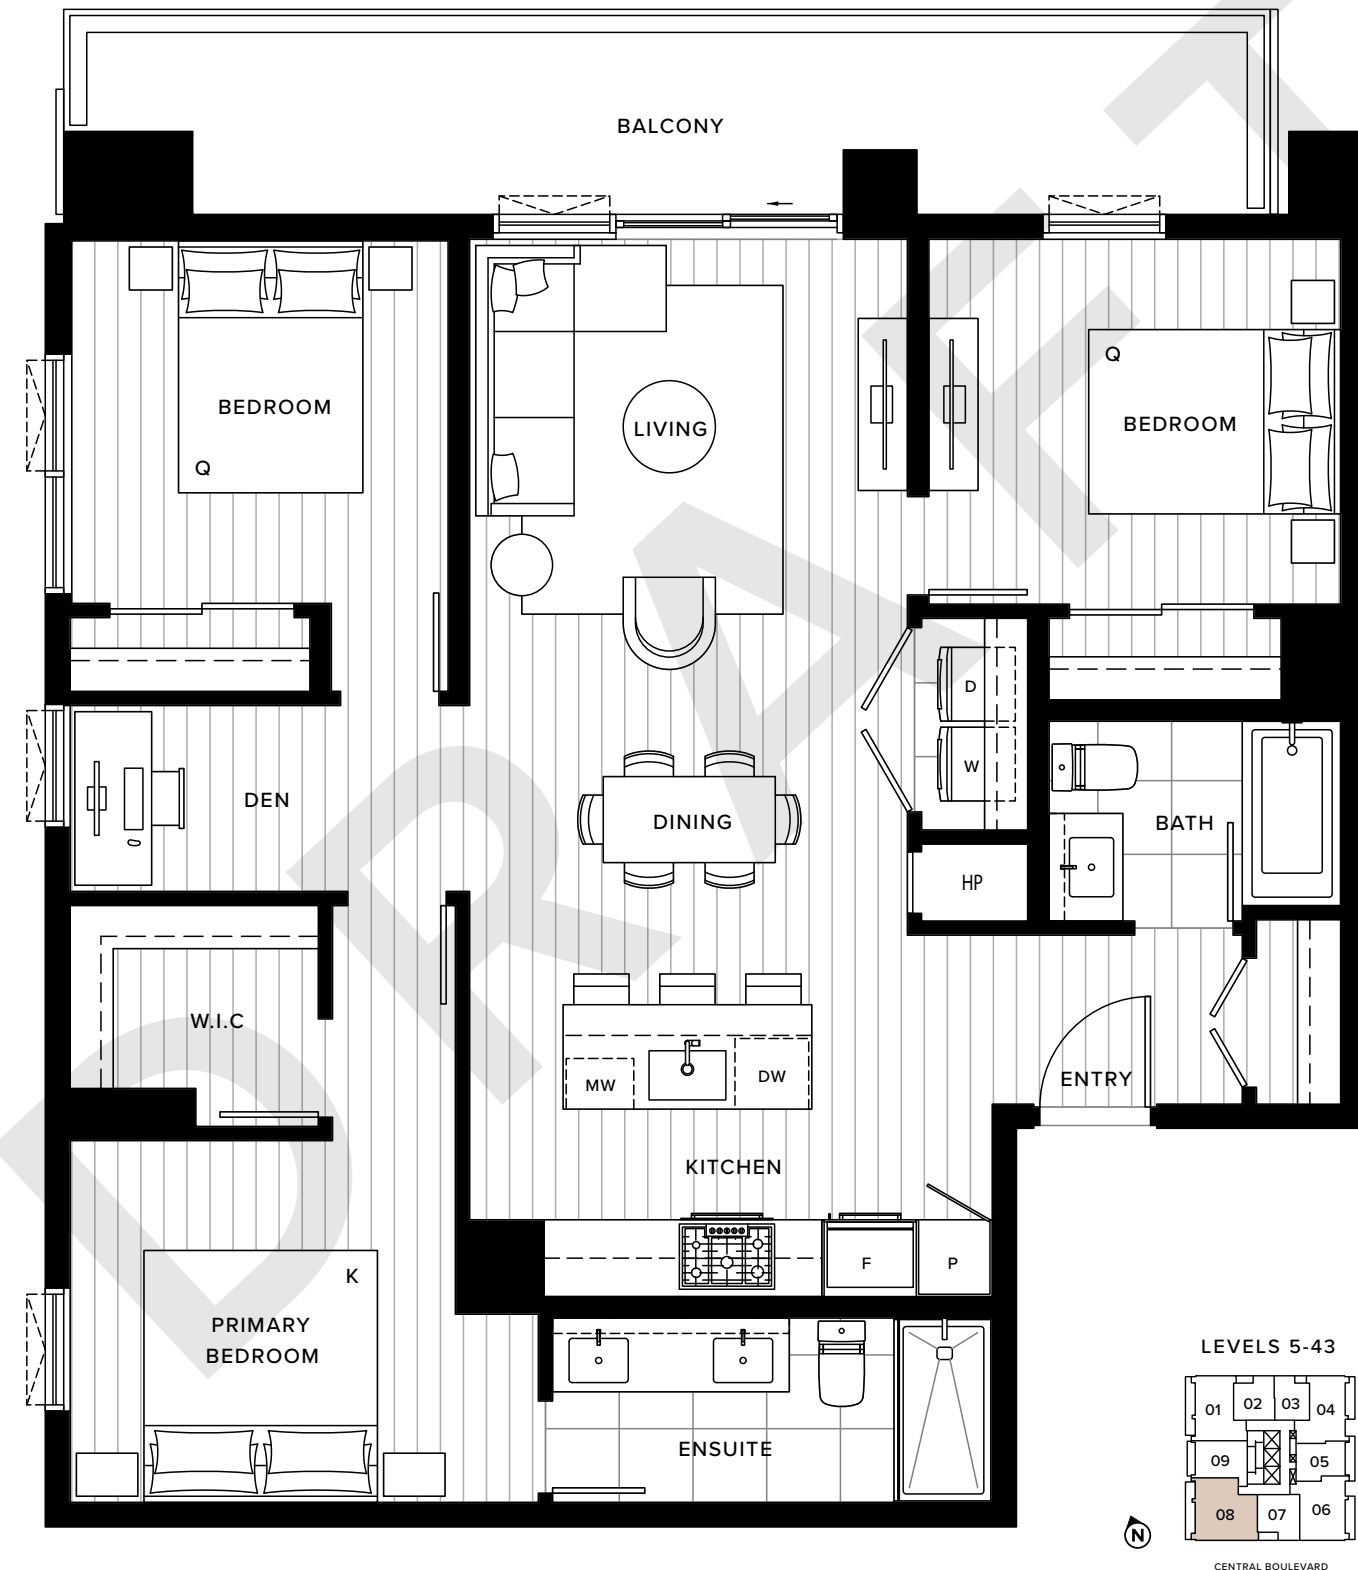 BALCONY
BEDROOM
Q
LIVING
Q
BEDROOM
D
W
DEN
DINING
BATH
HP
W.I.C
MW
DW
ENTRY
KITCHEN
F
P
K
PRIMARY
BEDROOM
ENSUITE
DRAFT
LEVELS 5-43
01 02 03 04
09 05
08 07 06
N
CENTRAL BOULEVARD